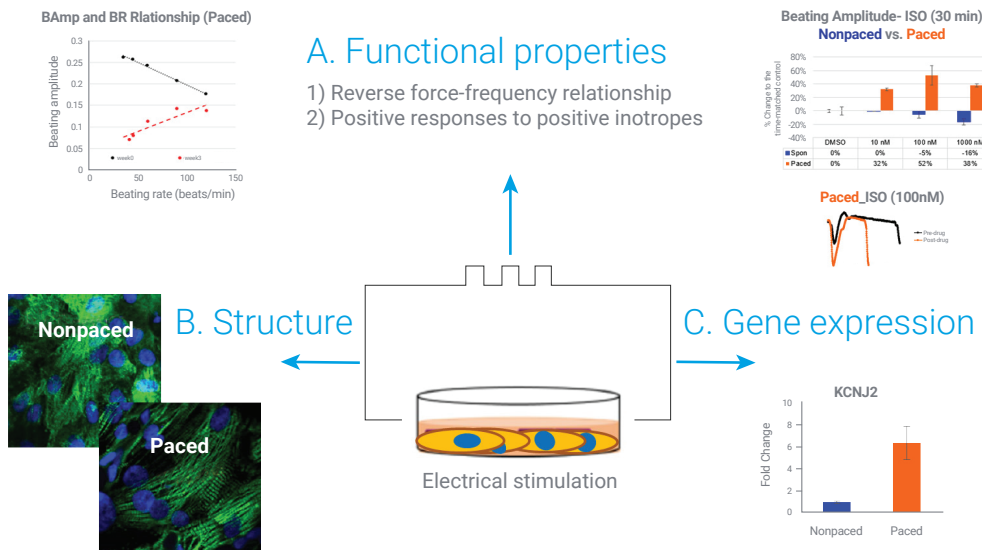 BAmp and BR Rlationship (Paced)
Beating amplitude
0.3
0.25
0.2
0.15
0.1
0.05
0
week0
week3
0
50
100
150
Beating rate (beats/min)
A. Functional properties
1) Reverse force-frequency relationship
2) Positive responses to positive inotropes
Beating Amplitude- ISO (30 min)
Nonpaced vs. Paced
% Change to the
time-matched control
80%
60%
40%
20%
0%
-20%
-40%
DMSO 10 nM 100 nM 1000 nM
Spon 0% 0% -5% -16%
Paced 0% 32% 52% 38%
Paced_ISO (100nM)
Pre-drug
Post-drug
B. Structure
Nonpaced
Paced
Electrical stimulation
C. Gene expression
KCNJ2
Fold Change
10
8
6
4
2
0
Nonpaced
Paced